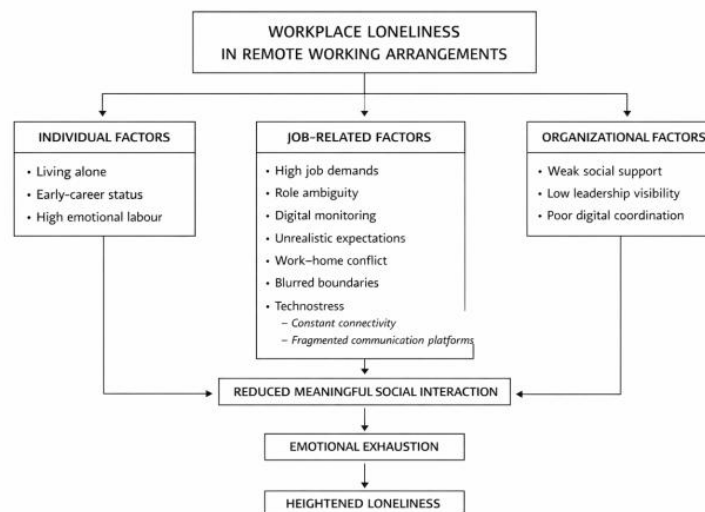 WORKPLACE LONELINESS
IN REMOTE WORKING ARRANGEMENTS
INDIVIDUAL FACTORS
• Living alone
• Early-career status
• High emotional labour
JOB-RELATED FACTORS
• High job demands
• Role ambiguity
• Digital monitoring
• Unrealistic expectations
• Work–home conflict
• Blurred boundaries
• Technostress
– Constant connectivity
– Fragmented communication platforms
ORGANIZATIONAL FACTORS
• Weak social support
• Low leadership visibility
• Poor digital coordination
REDUCED MEANINGFUL SOCIAL INTERACTION
EMOTIONAL EXHAUSTION
HEIGHTENED LONELINESS